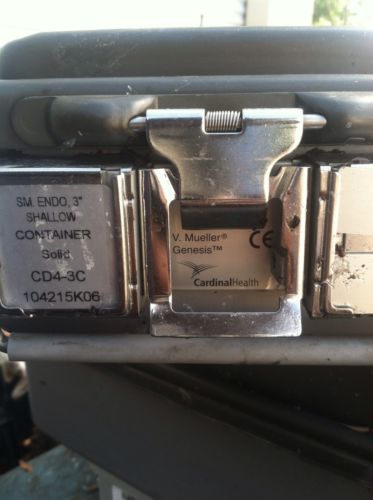 SM. ENDO, 3"
SHALLOW
CONTAINER
Solid
CD4-3C
104215K06
V. Mueller®
Genesis™
CE
CardinalHealth